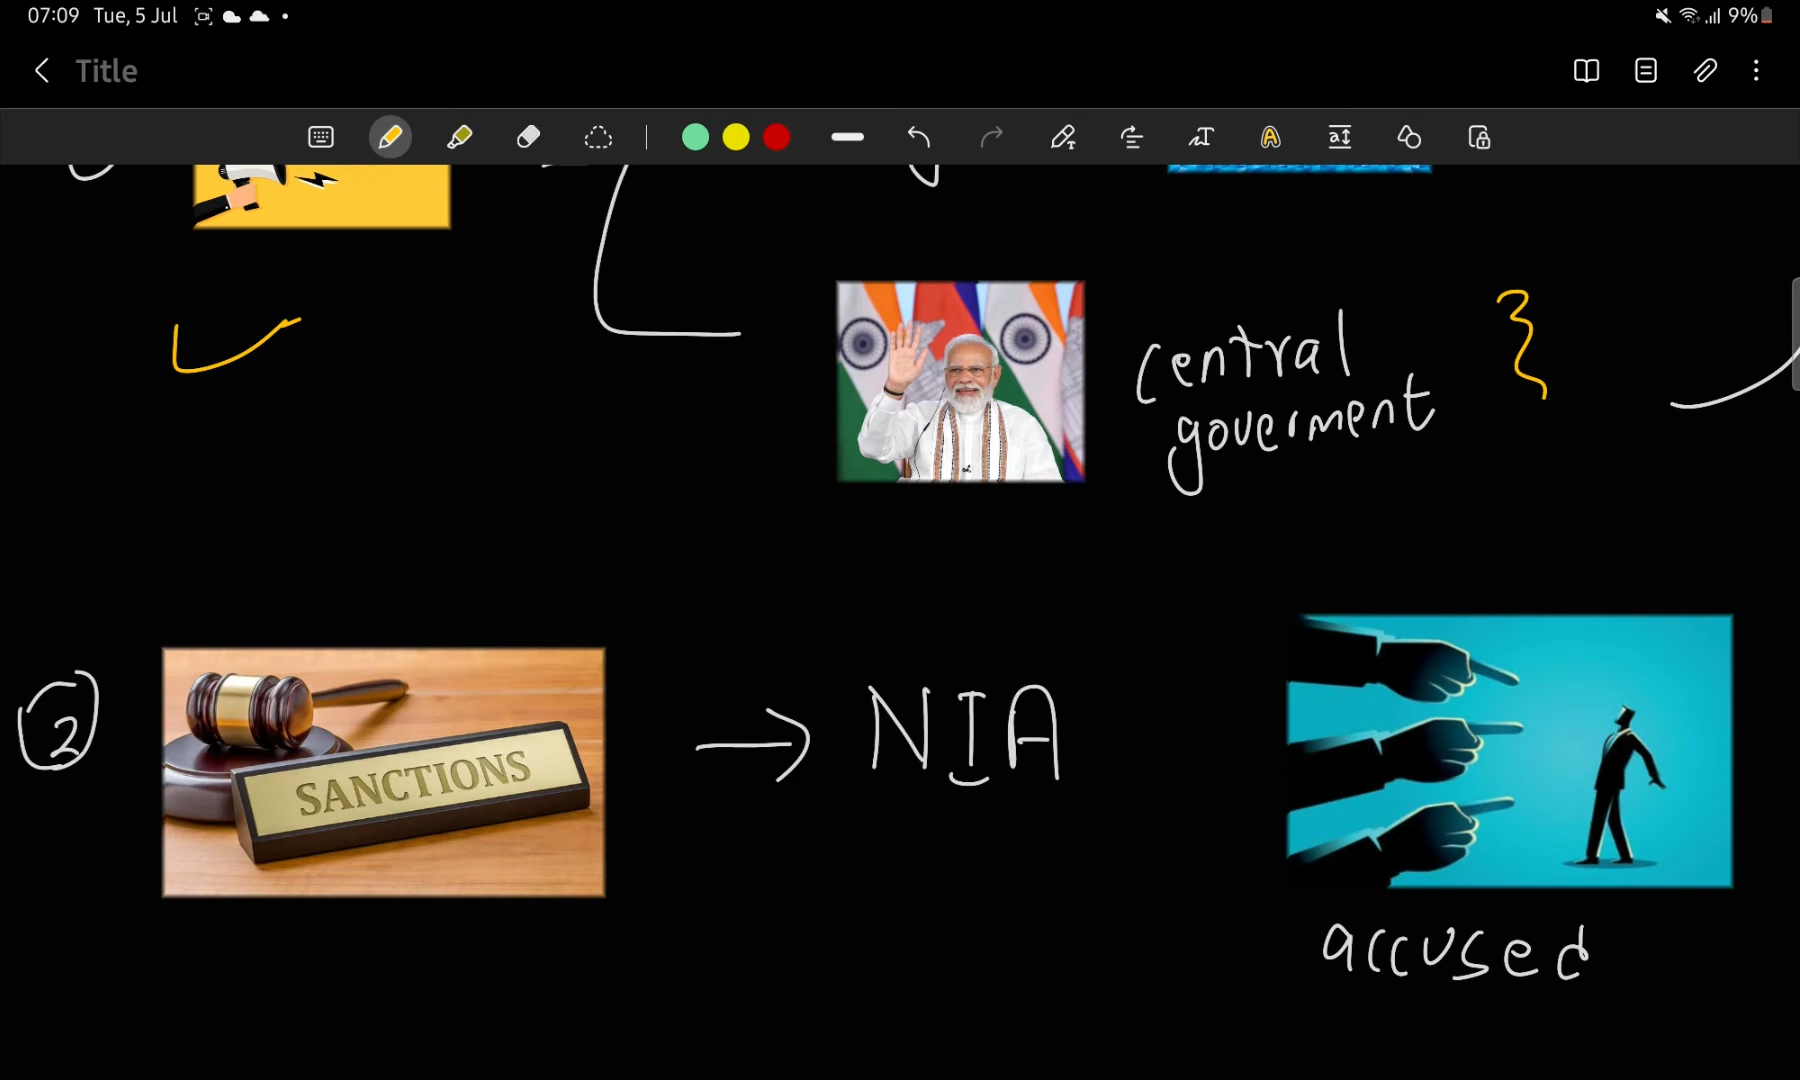 07:09 Tue, 5 Jul
9%
Title
central
goverment
2
SANCTIONS
NIA
accused